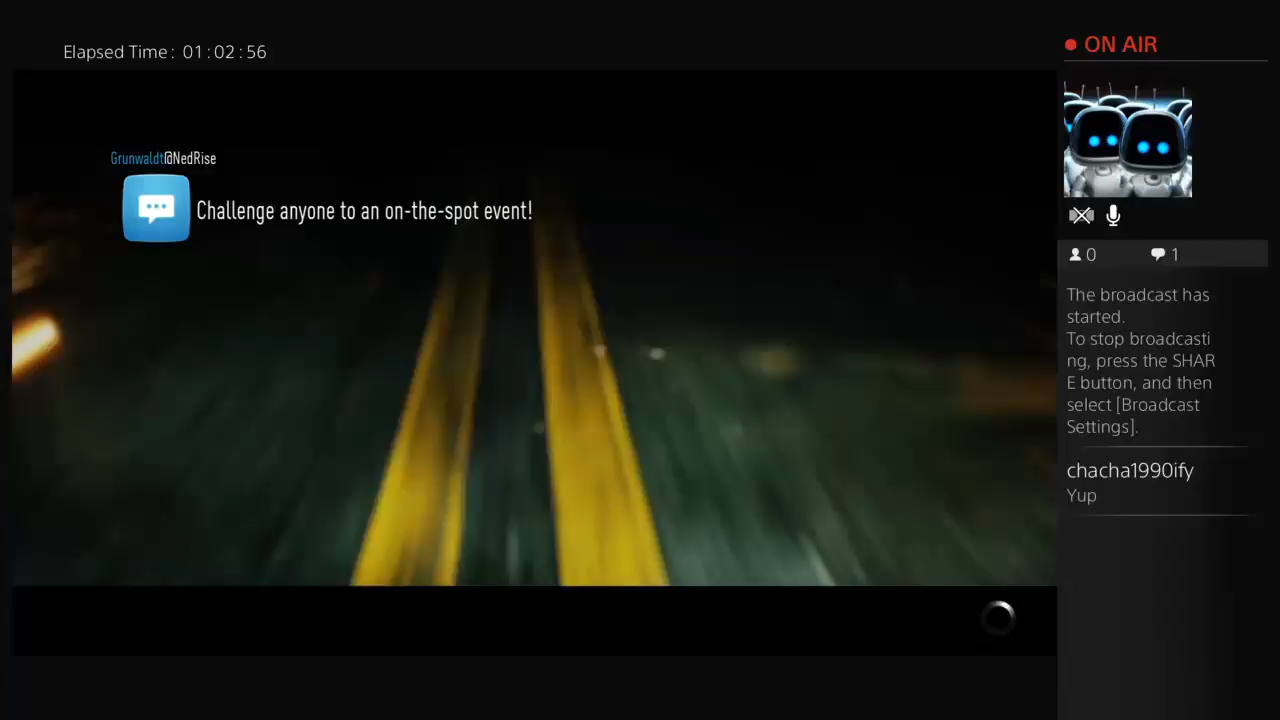 Elapsed Time: 01:02:56
ON AIR
Grunwaldt@NedRise
Challenge anyone to an on-the-spot event!
0 1
The broadcast has
started.
To stop broadcasti
ng, press the SHAR
E button, and then
select [Broadcast
Settings].
chacha1990ify
Yup